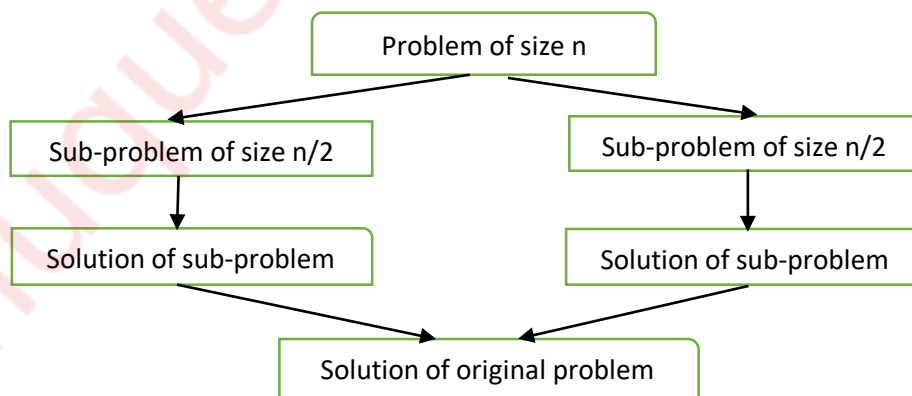 Problem of size n
Sub-problem of size n/2
Sub-problem of size n/2
Solution of sub-problem
Solution of sub-problem
Solution of original problem